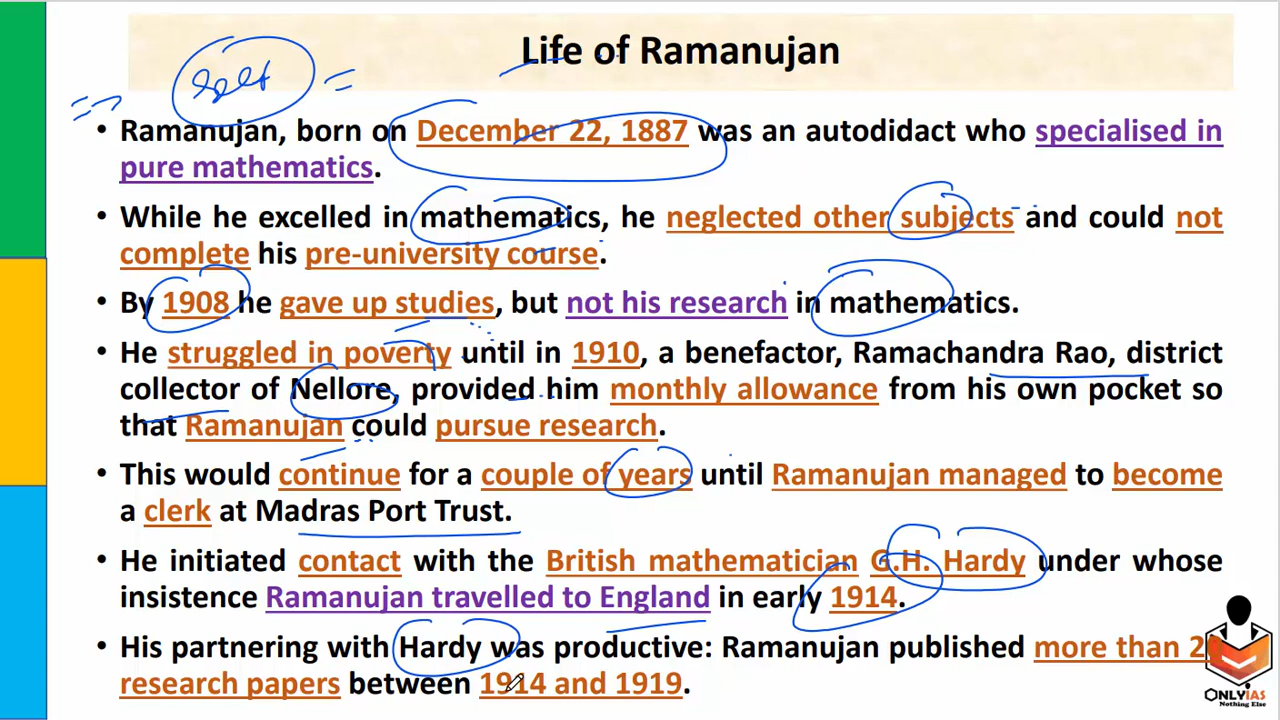 Life of Ramanujan
• Ramanujan, born on December 22, 1887 was an autodidact who specialised in
pure mathematics.
• While he excelled in mathematics, he neglected other subjects and could not
complete his pre-university course.
• By 1908 he gave up studies, but not his research in mathematics.
• He struggled in poverty until in 1910, a benefactor, Ramachandra Rao, district
collector of Nellore, provided him monthly allowance from his own pocket so
that Ramanujan could pursue research.
• This would continue for a couple of years until Ramanujan managed to become
a clerk at Madras Port Trust.
• He initiated contact with the British mathematician G.H. Hardy under whose
insistence Ramanujan travelled to England in early 1914.
• His partnering with Hardy was productive: Ramanujan published more than
research papers between 1914 and 1919.
ONLYIAS
Nothing Else